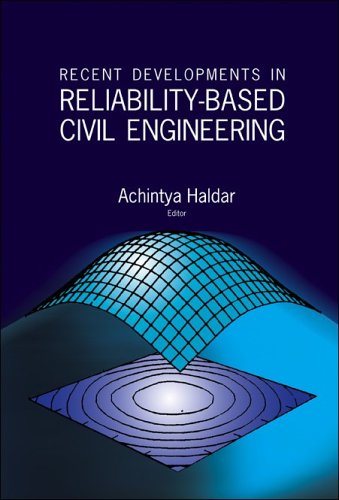 RECENT DEVELOPMENTS IN
RELIABILITY-BASED
CIVIL ENGINEERING
Achintya Haldar
Editor